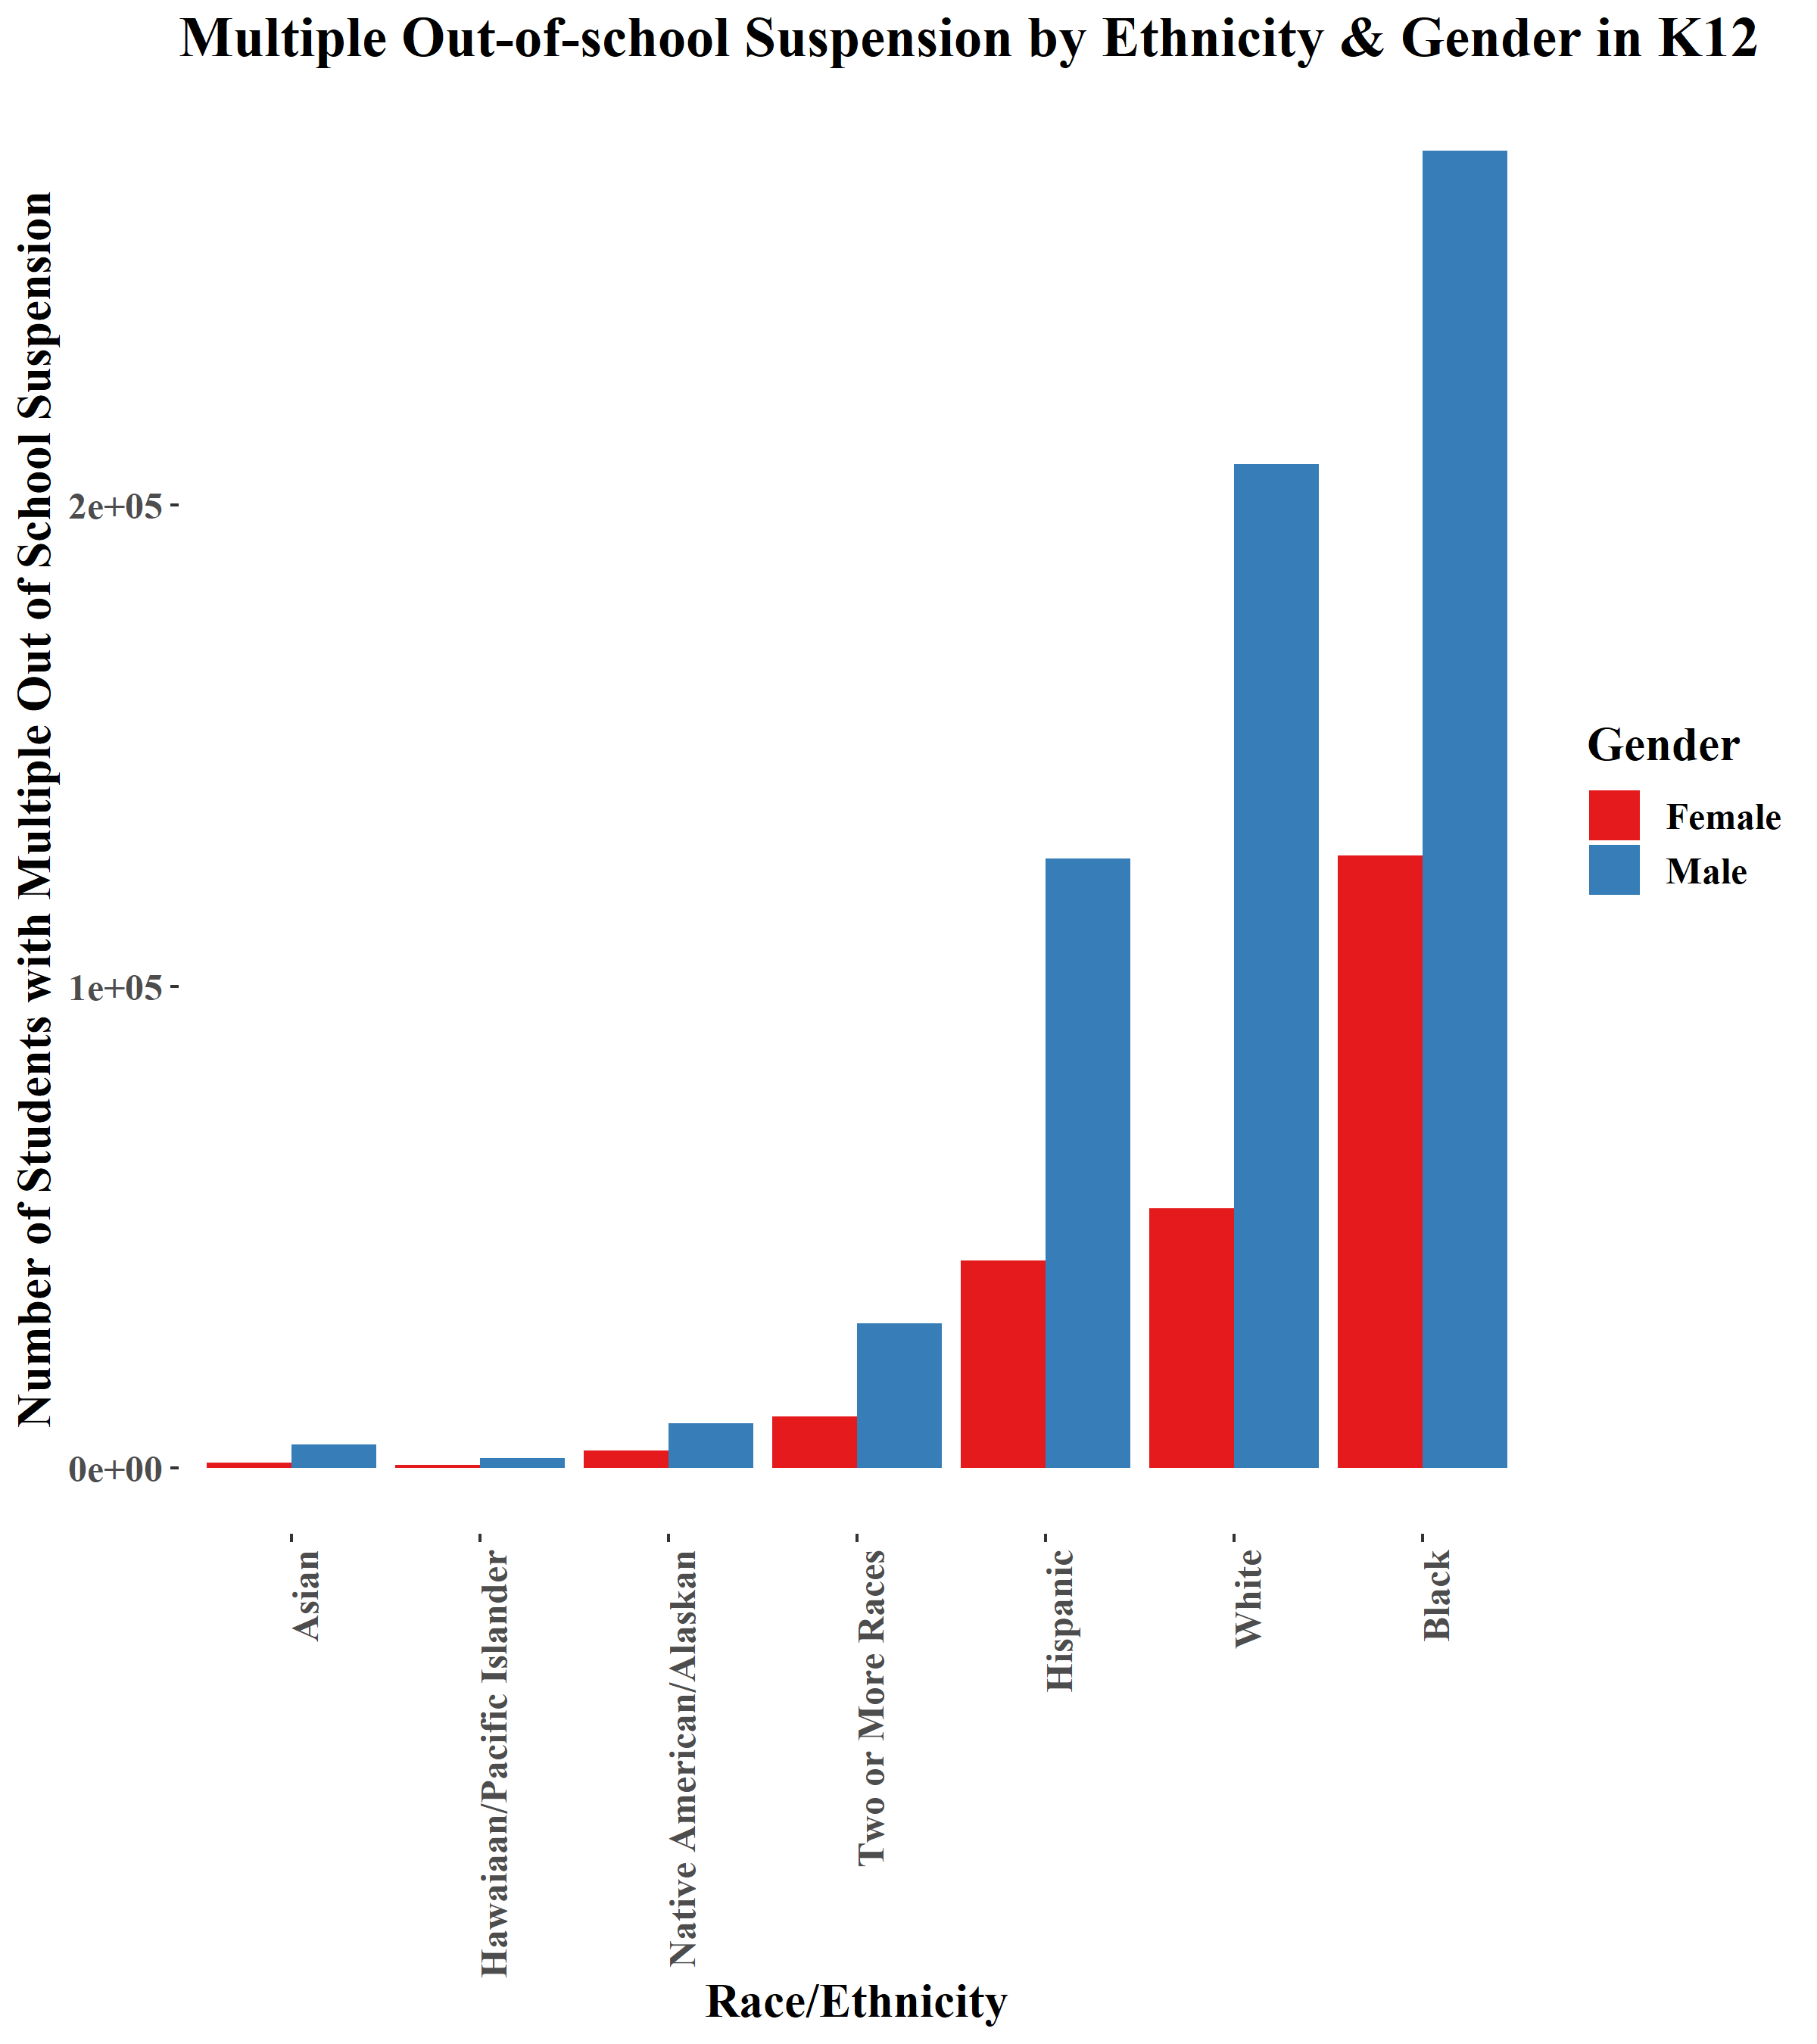 Multiple Out-of-school Suspension by Ethnicity & Gender in K12
Number of Students with Multiple Out of School Suspension
2e+05
1e+05
0e+00
Gender
Female
Male
Asian
Hawaiaan/Pacific Islander
Native American/Alaskan
Two or More Races
Hispanic
White
Black
Race/Ethnicity